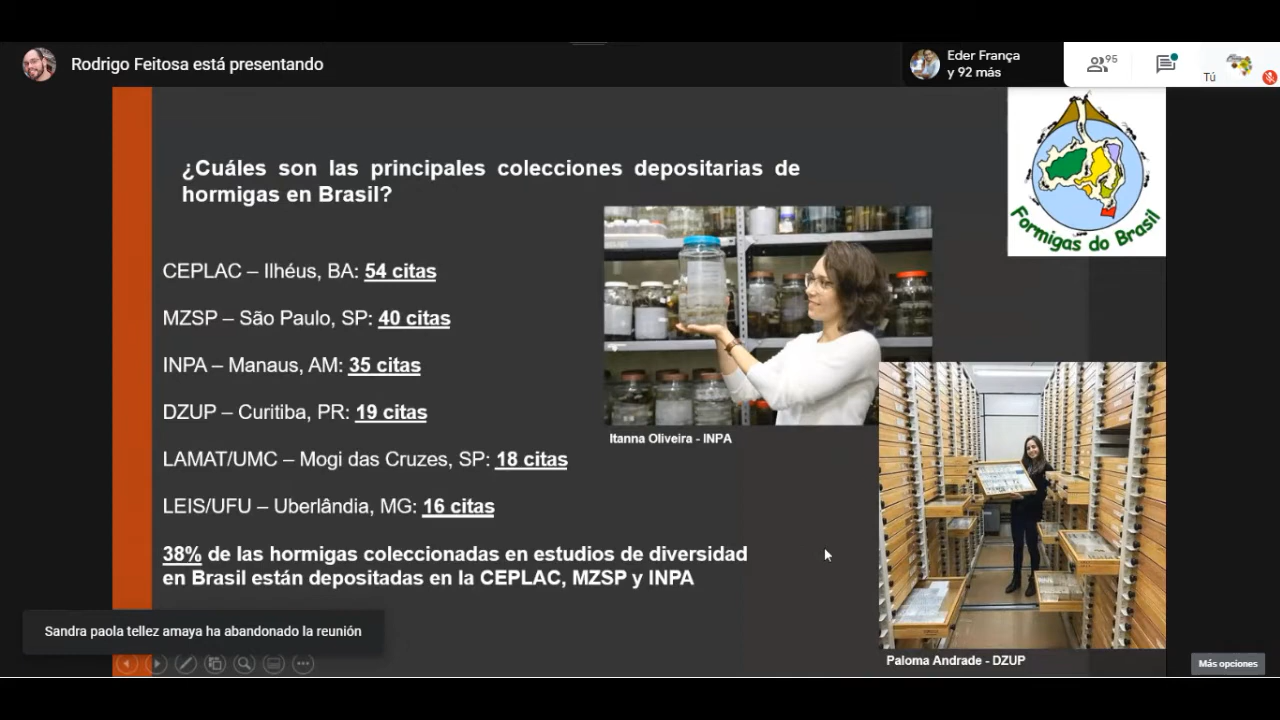 Rodrigo Feitosa está presentando
Eder França
y 92 más
95
Tú
¿Cuáles son las principales colecciones depositarias de
hormigas en Brasil?
Formigas do Brasil
CEPLAC – Ilhéus, BA: 54 citas
MZSP – São Paulo, SP: 40 citas
INPA – Manaus, AM: 35 citas
DZUP – Curitiba, PR: 19 citas
LAMAT/UMC – Mogi das Cruzes, SP: 18 citas
LEIS/UFU – Uberlândia, MG: 16 citas
38% de las hormigas coleccionadas en estudios de diversidad
en Brasil están depositadas en la CEPLAC, MZSP y INPA
Itanna Oliveira - INPA
Paloma Andrade - DZUP
Sandra paola tellez amaya ha abandonado la reunión
Más opciones